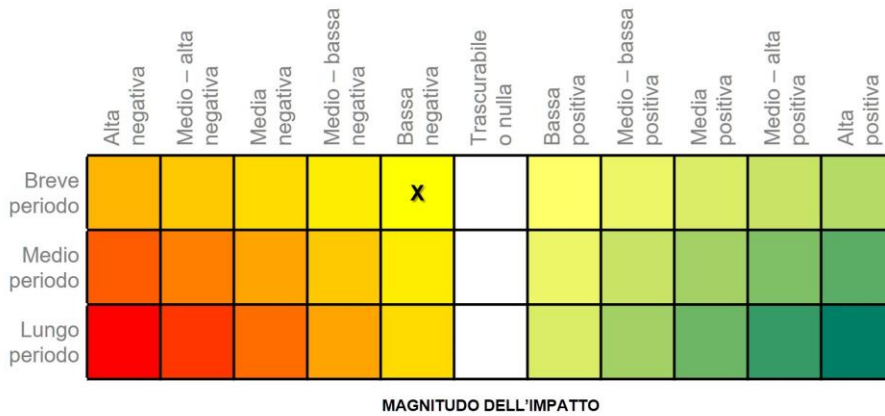 Alta
negativa
Medio – alta
negativa
Media
negativa
Medio – bassa
negativa
Bassa
negativa
Trascurabile
o nulla
Bassa
positiva
Medio – bassa
positiva
Media
positiva
Medio – alta
positiva
Alta
positiva
Breve
periodo
X
Medio
periodo
Lungo
periodo
MAGNITUDO DELL'IMPATTO